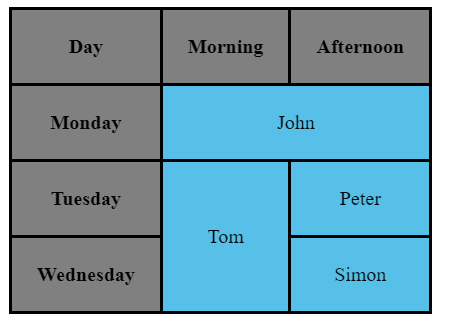 Day Morning Afternoon
Monday John
Tuesday Tom Peter
Wednesday Simon